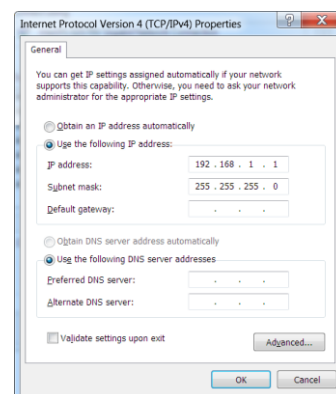 Internet Protocol Version 4 (TCP/IPv4) Properties
General
You can get IP settings assigned automatically if your network
supports this capability. Otherwise, you need to ask your network
administrator for the appropriate IP settings.
Obtain an IP address automatically
Use the following IP address:
IP address: 192 . 168 . 1 . 1
Subnet mask: 255 . 255 . 255 . 0
Default gateway: . . .
Obtain DNS server address automatically
Use the following DNS server addresses
Preferred DNS server: . . .
Alternate DNS server: . . .
Validate settings upon exit
Advanced...
OK Cancel